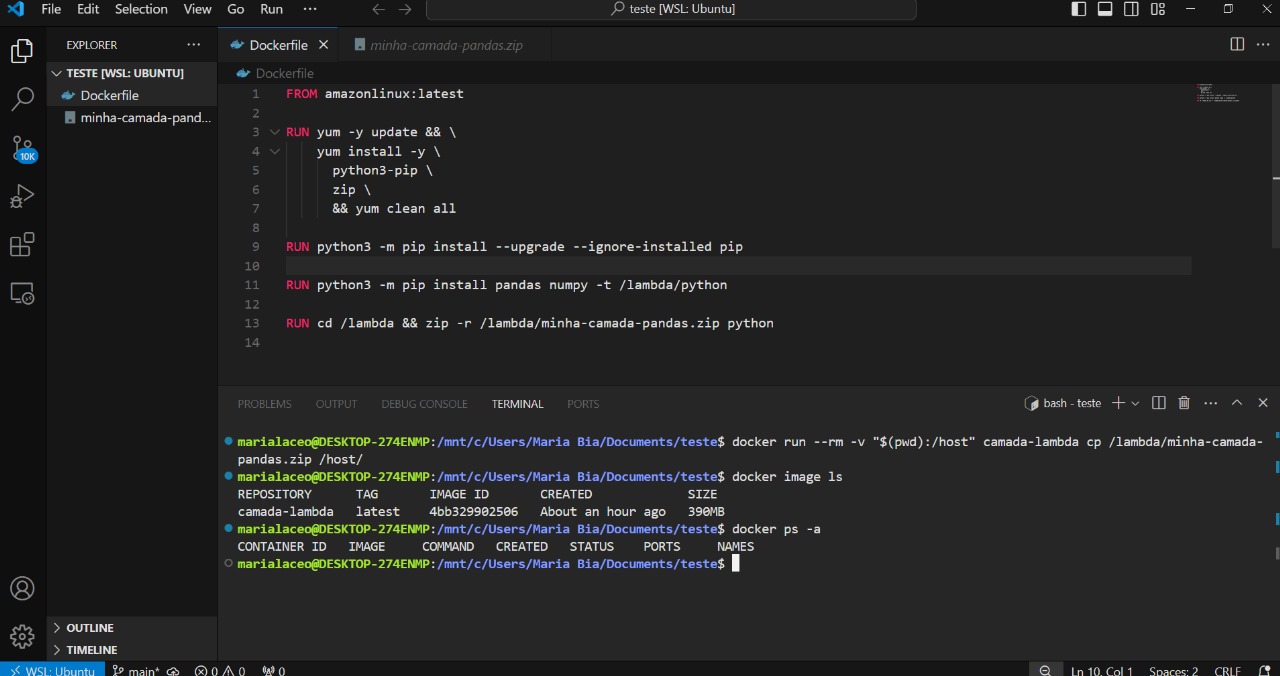 File Edit Selection View Go Run ··· teste [WSL: Ubuntu]
EXPLORER ···
TESTE [WSL: UBUNTU]
Dockerfile
minha-camada-pand...
10K
Dockerfile minha-camada-pandas.zip
Dockerfile
1 FROM amazonlinux:latest
2
3 RUN yum -y update && \
4 yum install -y \
5 python3-pip \
6 zip \
7 && yum clean all
8
9 RUN python3 -m pip install --upgrade --ignore-installed pip
10
11 RUN python3 -m pip install pandas numpy -t /lambda/python
12
13 RUN cd /lambda && zip -r /lambda/minha-camada-pandas.zip python
14
PROBLEMS OUTPUT DEBUG CONSOLE TERMINAL PORTS bash - teste
marialaceo@DESKTOP-274ENMP:/mnt/c/Users/Maria Bia/Documents/teste$ docker run --rm -v "$(pwd):/host" camada-lambda cp /lambda/minha-camada-
pandas.zip /host/
marialaceo@DESKTOP-274ENMP:/mnt/c/Users/Maria Bia/Documents/teste$ docker image ls
REPOSITORY TAG IMAGE ID CREATED SIZE
camada-lambda latest 4bb329902506 About an hour ago 390MB
marialaceo@DESKTOP-274ENMP:/mnt/c/Users/Maria Bia/Documents/teste$ docker ps -a
CONTAINER ID IMAGE COMMAND CREATED STATUS PORTS NAMES
marialaceo@DESKTOP-274ENMP:/mnt/c/Users/Maria Bia/Documents/teste$
OUTLINE
TIMELINE
WSL: Ubuntu main* 0 0 0 Ln 10, Col 1 Spaces: 2 CRLF